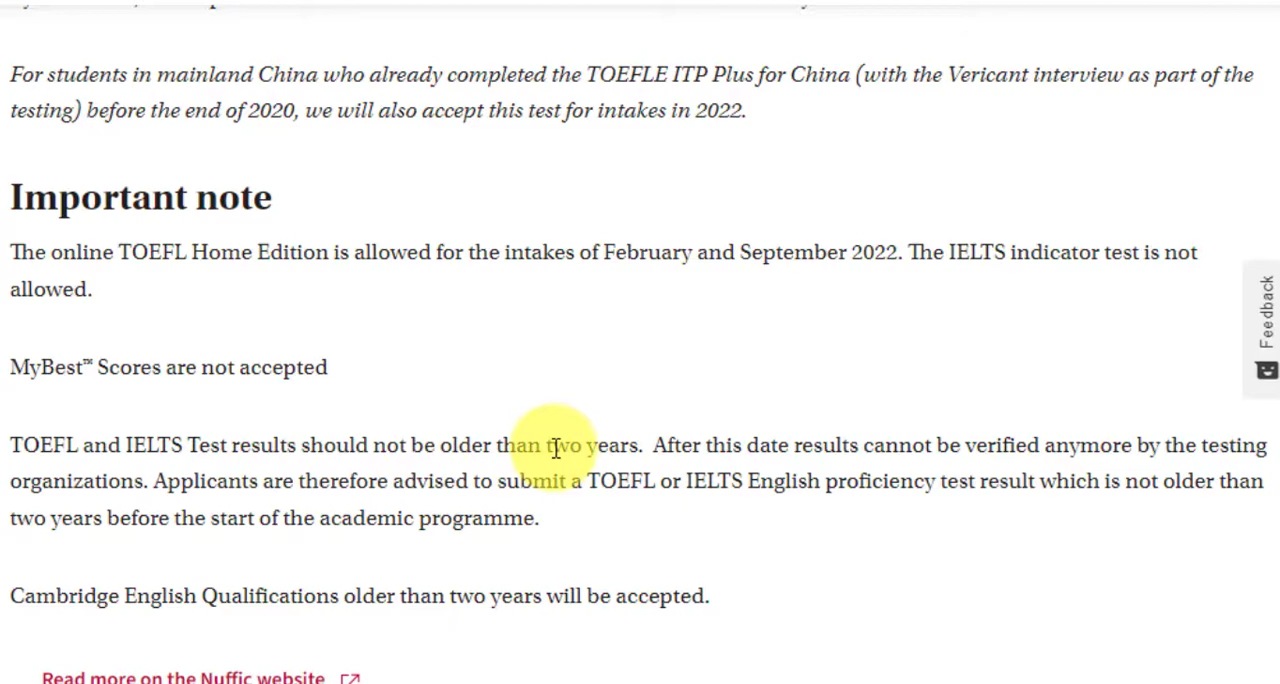 For students in mainland China who already completed the TOEFLE ITP Plus for China (with the Vericant interview as part of the
testing) before the end of 2020, we will also accept this test for intakes in 2022.
Important note
The online TOEFL Home Edition is allowed for the intakes of February and September 2022. The IELTS indicator test is not
allowed.
Feedback
MyBest™ Scores are not accepted
TOEFL and IELTS Test results should not be older than two years. After this date results cannot be verified anymore by the testing
organizations. Applicants are therefore advised to submit a TOEFL or IELTS English proficiency test result which is not older than
two years before the start of the academic programme.
Cambridge English Qualifications older than two years will be accepted.
Read more on the Nuffic website